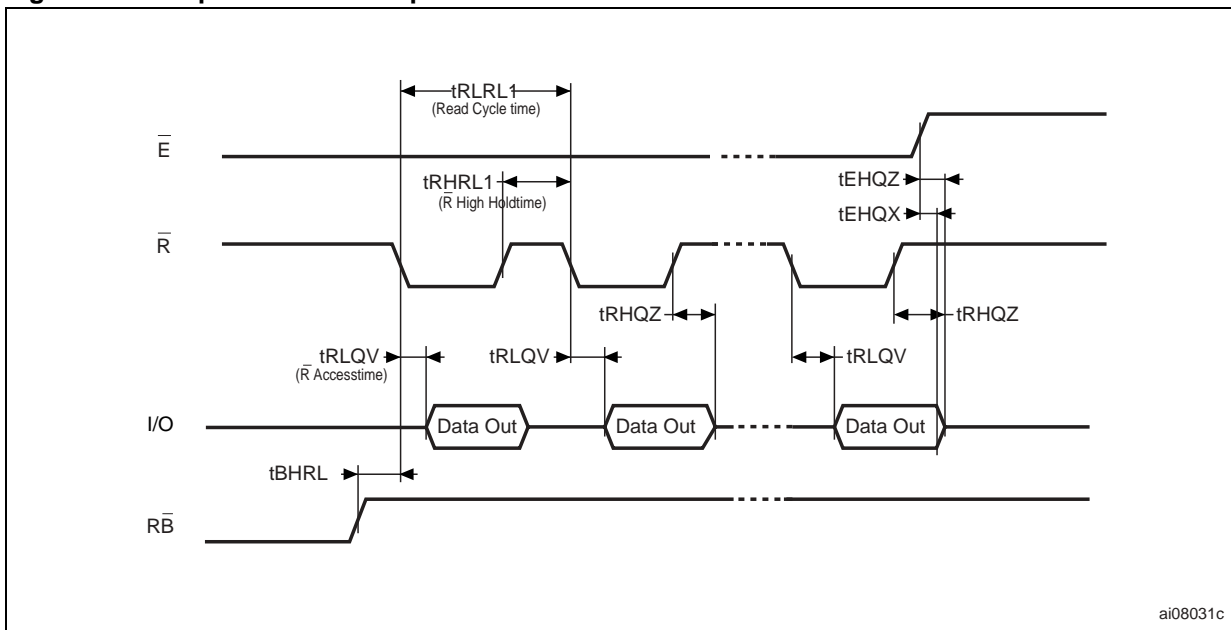 tRLRL1
(Read Cycle time)
E̅
tRHRL1
(R̅ High Holdtime)
tEHQZ
tEHQX
R̅
tRHQZ
tRHQZ
tRLQV
(R̅ Accesstime)
tRLQV
tRLQV
I/O
Data Out
Data Out
Data Out
tBHRL
RB̅
ai08031c